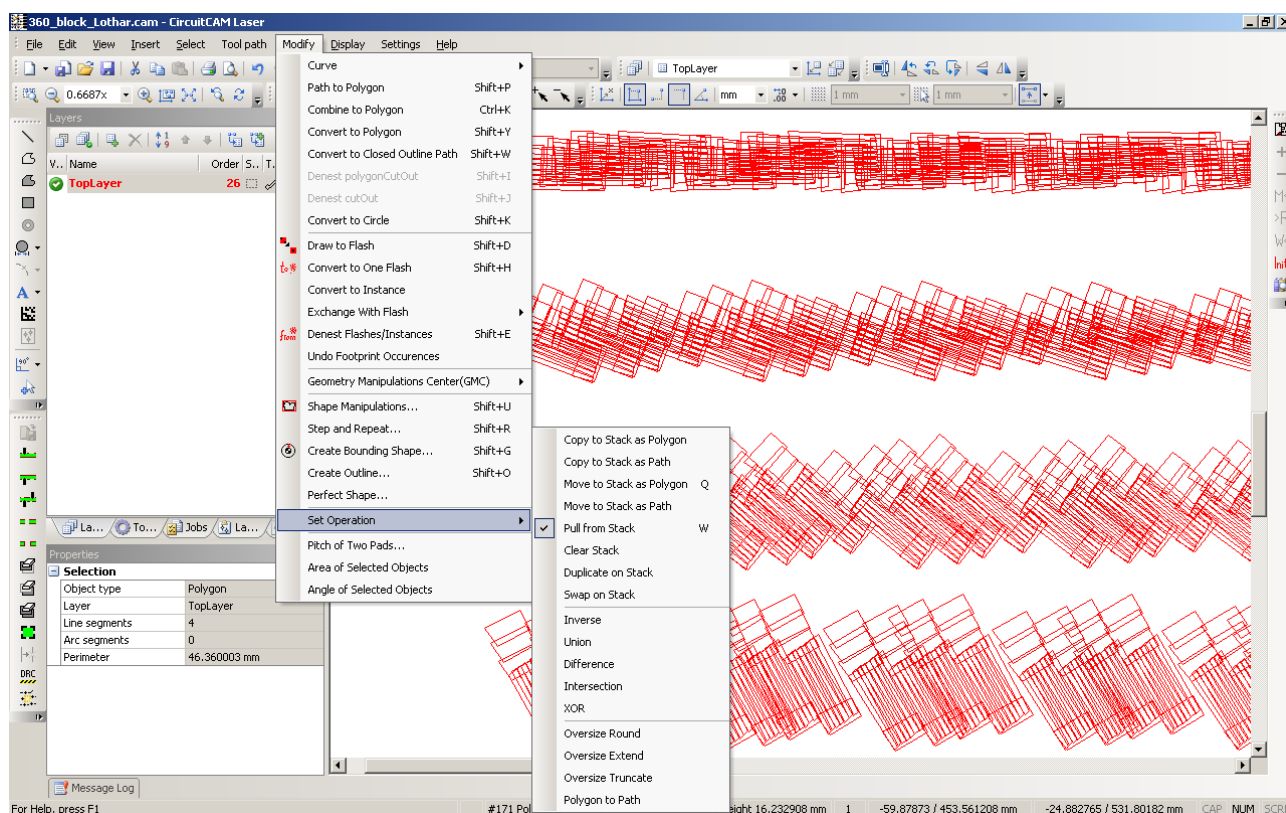 360_block_Lothar.cam - CircuitCAM Laser
File Edit View Insert Select Tool path Modify Display Settings Help
TopLayer
0.6687x mm 1 mm 1 mm
Layers
V.. Name Order S.. T.
TopLayer 26
Curve
Path to Polygon Shift+P
Combine to Polygon Ctrl+K
Convert to Polygon Shift+Y
Convert to Closed Outline Path Shift+W
Denest polygonCutOut Shift+I
Denest cutOut Shift+J
Convert to Circle Shift+K
Draw to Flash Shift+D
Convert to One Flash Shift+H
Convert to Instance
Exchange With Flash
Denest Flashes/Instances Shift+E
Undo Footprint Occurences
Geometry Manipulations Center(GMC)
Shape Manipulations... Shift+U
Step and Repeat... Shift+R
Create Bounding Shape... Shift+G
Create Outline... Shift+O
Perfect Shape...
Set Operation
Pitch of Two Pads...
Area of Selected Objects
Angle of Selected Objects
Copy to Stack as Polygon
Copy to Stack as Path
Move to Stack as Polygon Q
Move to Stack as Path
Pull from Stack W
Clear Stack
Duplicate on Stack
Swap on Stack
Inverse
Union
Difference
Intersection
XOR
Oversize Round
Oversize Extend
Oversize Truncate
Polygon to Path
La... To... Jobs La...
Properties
Selection
Object type Polygon
Layer TopLayer
Line segments 4
Arc segments 0
Perimeter 46.360003 mm
DRC
Message Log
For Help, press F1 #171 Pol eight 16.232908 mm 1 -59.87873 / 453.561208 mm -24.882765 / 531.80182 mm CAP NUM SCR